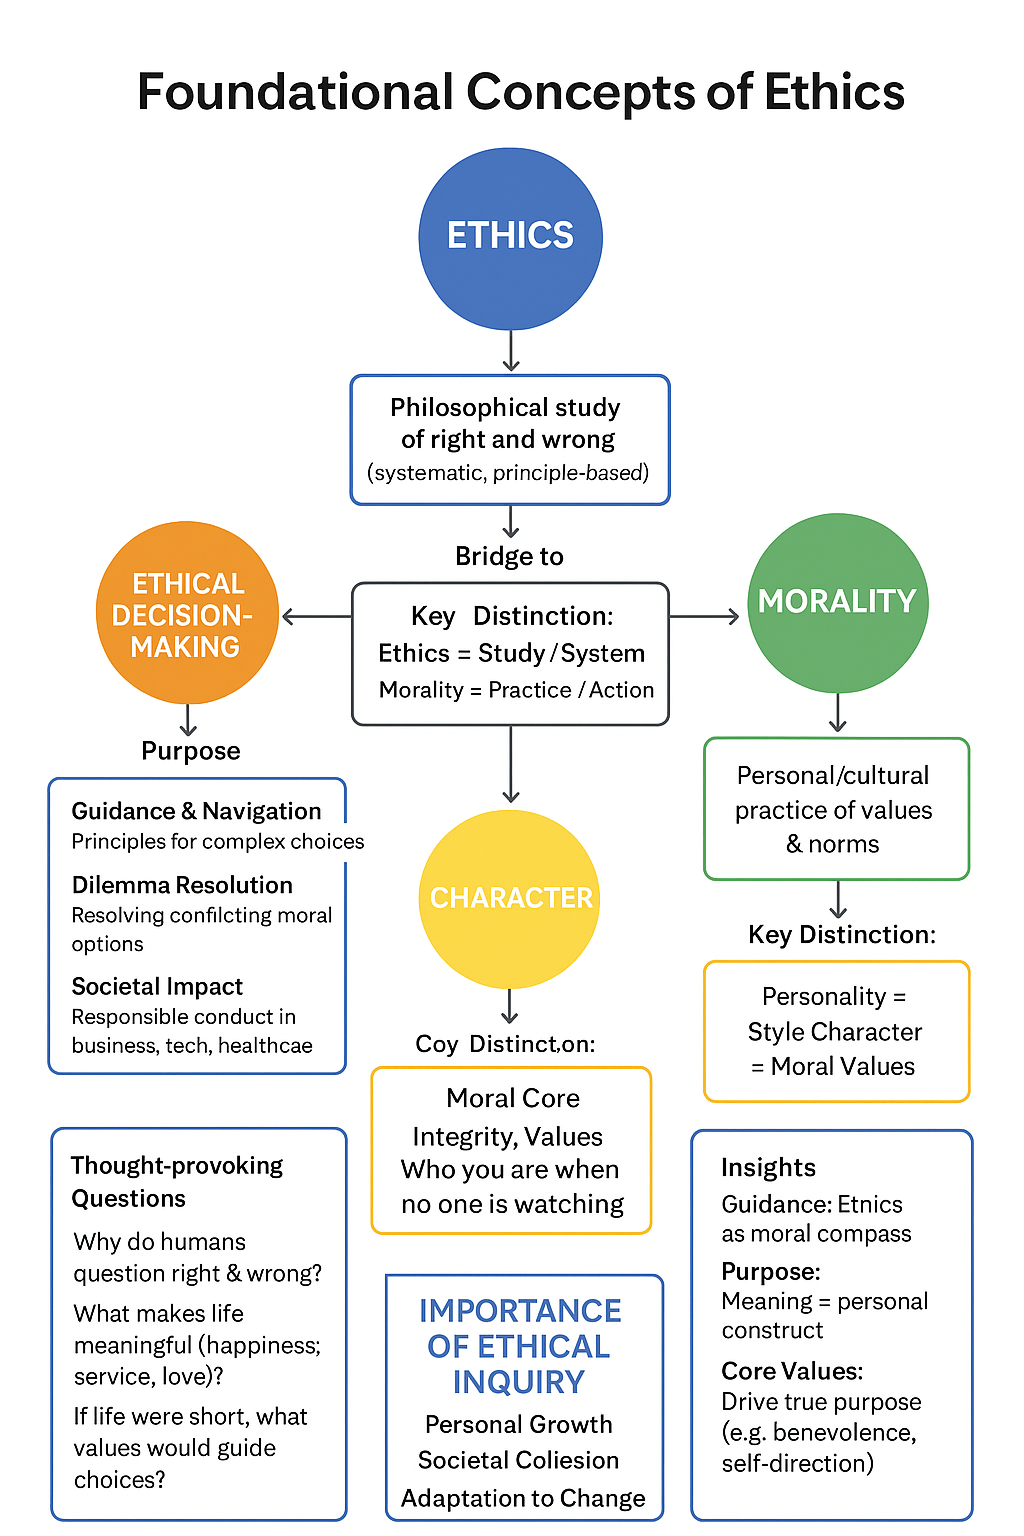 Foundational Concepts of Ethics
ETHICS
Philosophical study
of right and wrong
(systematic, principle-based)
Bridge to
Key Distinction:
Ethics = Study / System
Morality = Practice / Action
ETHICAL
DECISION-
MAKING
Purpose
Guidance & Navigation
Principles for complex choices
Dilemma Resolution
Resolving confilcting moral
options
Societal Impact
Responsible conduct in
business, tech, healthcae
MORALITY
Personal/cultural
practice of values
& norms
Key Distinction:
Personality =
Style Character
= Moral Values
CHARACTER
Coy Distinct.on:
Moral Core
Integrity, Values
Who you are when
no one is watching
Thought-provoking
Questions
Why do humans
question right & wrong?
What makes life
meaningful (happiness;
service, love)?
If life were short, what
values would guide
choices?
IMPORTANCE
OF ETHICAL
INQUIRY
Personal Growth
Societal Coliesion
Adaptation to Change
Insights
Guidance: Etnics
as moral compass
Purpose:
Meaning = personal
construct
Core Values:
Drive true purpose
(e.g. benevolence,
self-direction)